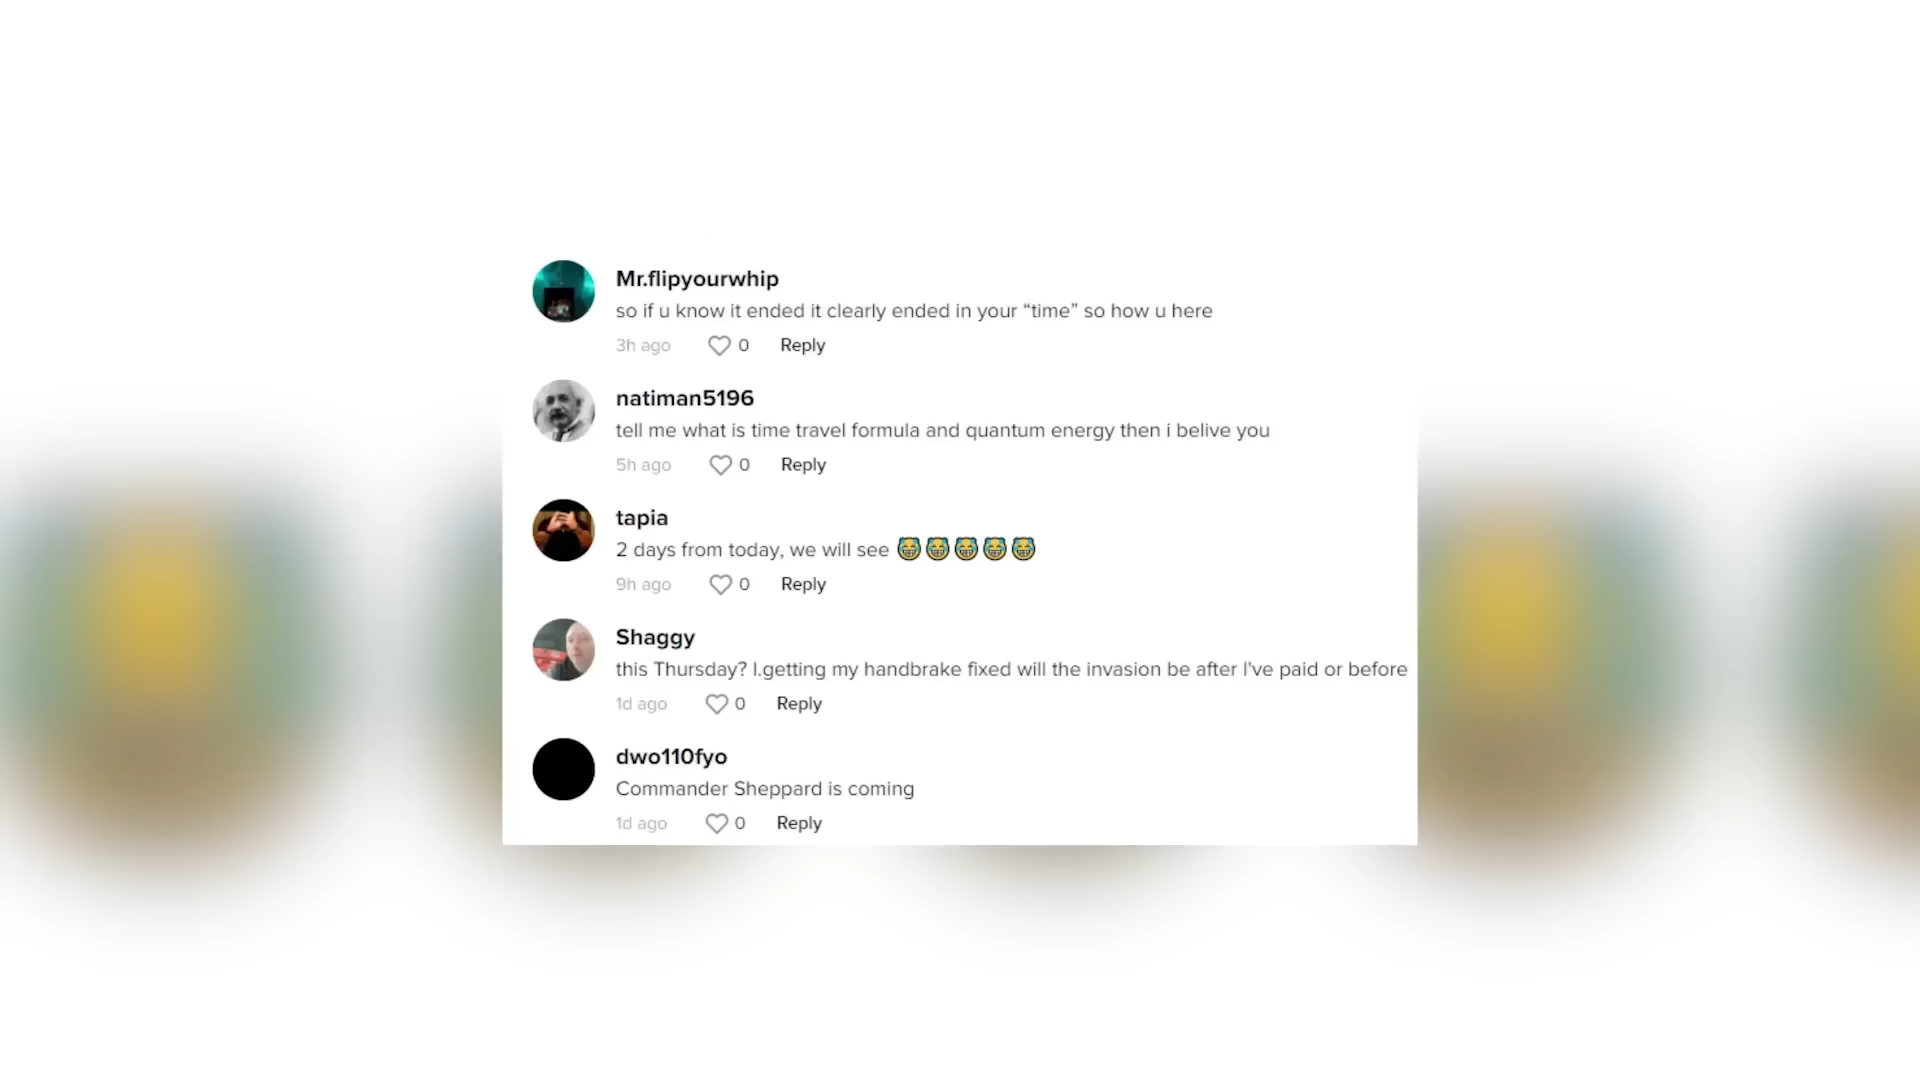 Mr.flipyourwhip
so if u know it ended it clearly ended in your “time” so how u here
3h ago 0 Reply
natiman5196
tell me what is time travel formula and quantum energy then i belive you
5h ago 0 Reply
tapia
2 days from today, we will see 😹😹😹😹😹
9h ago 0 Reply
Shaggy
this Thursday? I.getting my handbrake fixed will the invasion be after I've paid or before
1d ago 0 Reply
dwo110fyo
Commander Sheppard is coming
1d ago 0 Reply